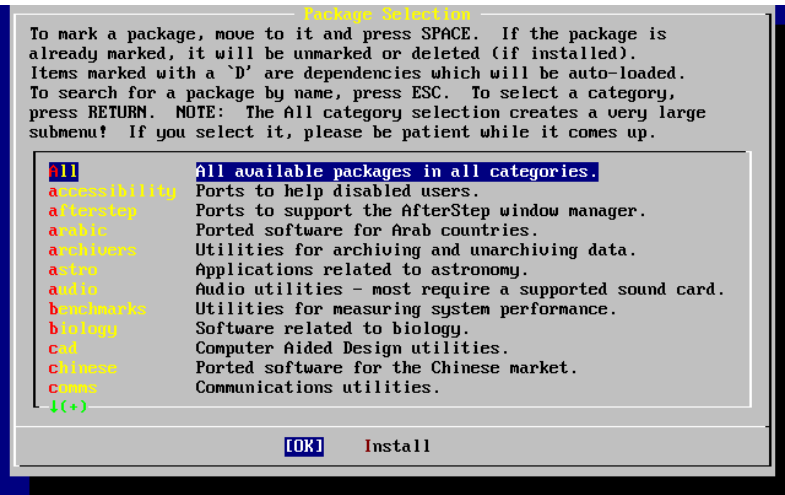 Package Selection
To mark a package, move to it and press SPACE.  If the package is
already marked, it will be unmarked or deleted (if installed).
Items marked with a `D' are dependencies which will be auto-loaded.
To search for a package by name, press ESC.  To select a category,
press RETURN.  NOTE:  The All category selection creates a very large
submenu!  If you select it, please be patient while it comes up.
All All available packages in all categories.
accessibility Ports to help disabled users.
afterstep Ports to support the AfterStep window manager.
arabic Ported software for Arab countries.
archivers Utilities for archiving and unarchiving data.
astro Applications related to astronomy.
audio Audio utilities - most require a supported sound card.
benchmarks Utilities for measuring system performance.
biology Software related to biology.
cad Computer Aided Design utilities.
chinese Ported software for the Chinese market.
comms Communications utilities.
↓(+)
[OK] Install